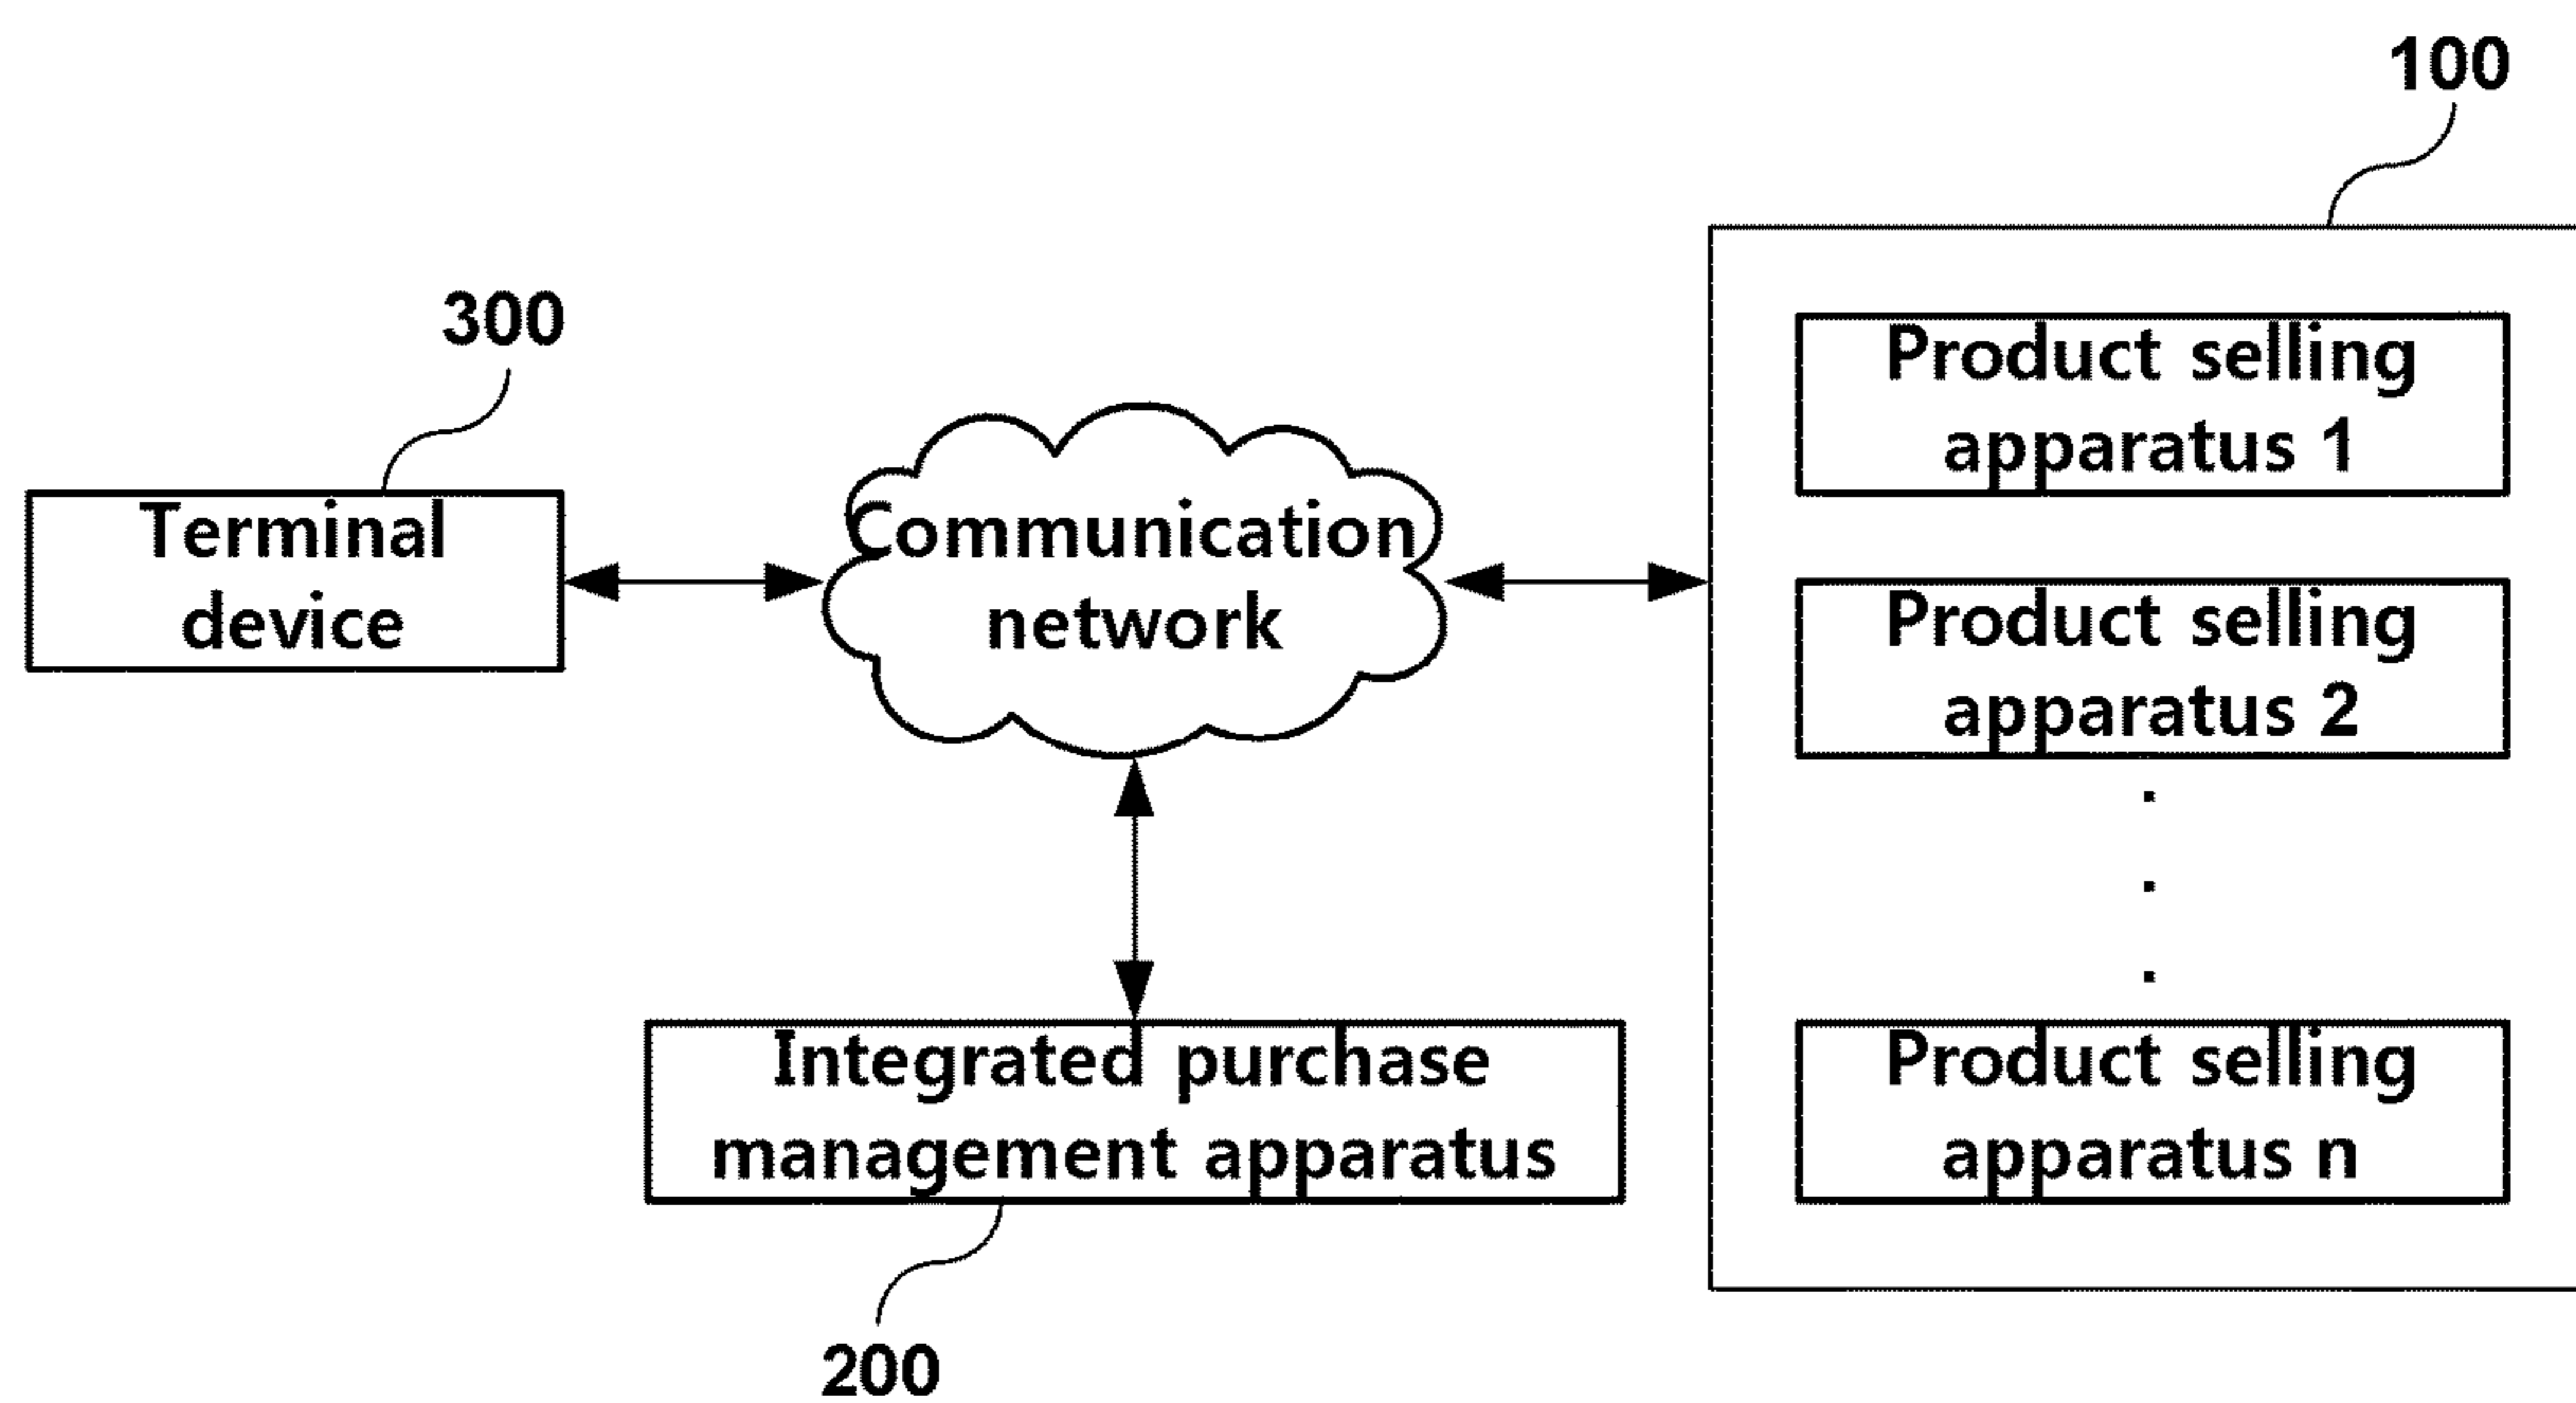 100
300
Product selling
apparatus 1
Terminal
device
Communication
network
Product selling
apparatus 2
.
.
.
Integrated purchase
management apparatus
Product selling
apparatus n
200